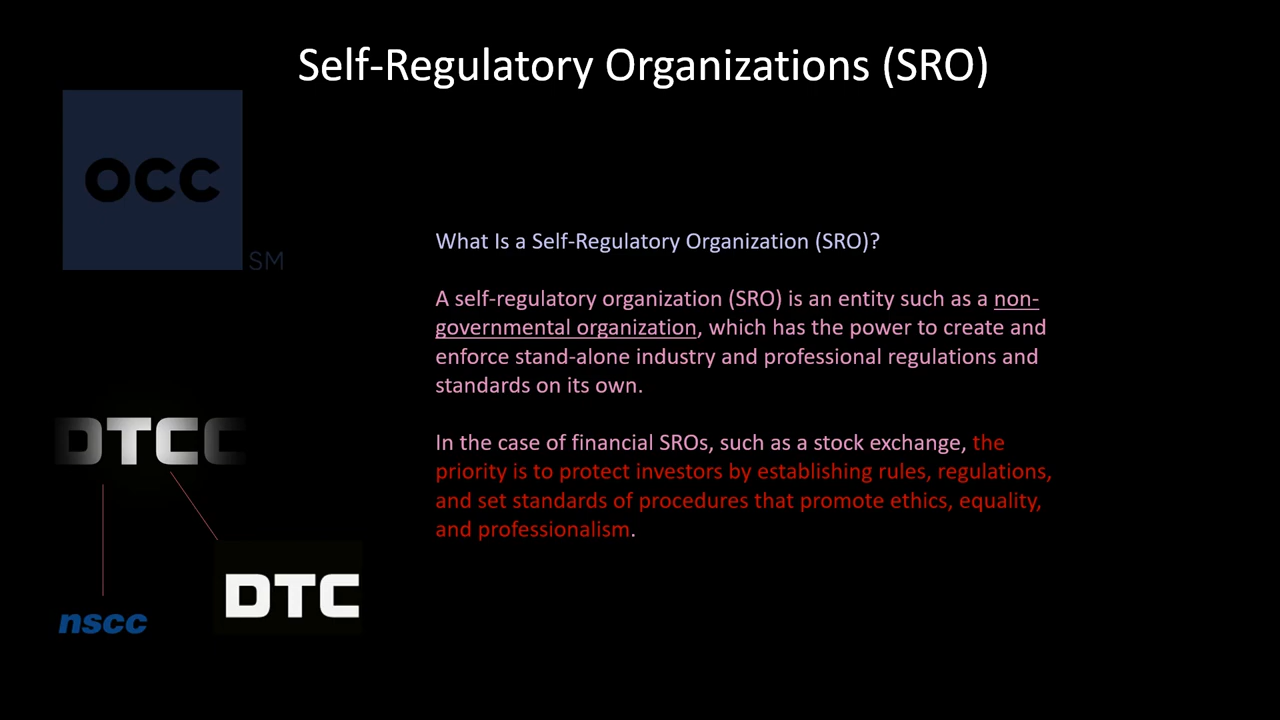 Self-Regulatory Organizations (SRO)
OCC
SM
What Is a Self-Regulatory Organization (SRO)?
A self-regulatory organization (SRO) is an entity such as a non-
governmental organization, which has the power to create and
enforce stand-alone industry and professional regulations and
standards on its own.
In the case of financial SROs, such as a stock exchange, the
priority is to protect investors by establishing rules, regulations,
and set standards of procedures that promote ethics, equality,
and professionalism.
DTCC
DTC
nscc